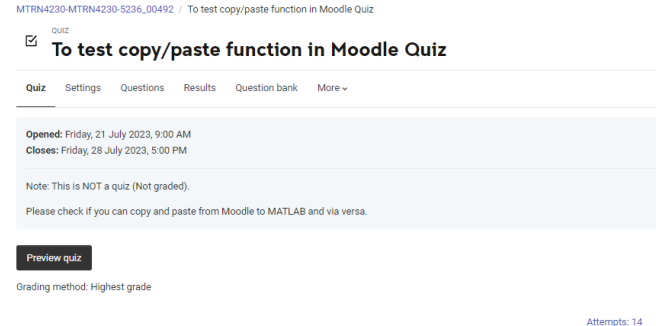 MTRN4230-MTRN4230-5236_00492 / To test copy/paste function in Moodle Quiz
QUIZ
To test copy/paste function in Moodle Quiz
Quiz Settings Questions Results Question bank More
Opened: Friday, 21 July 2023, 9:00 AM
Closes: Friday, 28 July 2023, 5:00 PM
Note: This is NOT a quiz (Not graded).
Please check if you can copy and paste from Moodle to MATLAB and via versa.
Preview quiz
Grading method: Highest grade
Attempts: 14